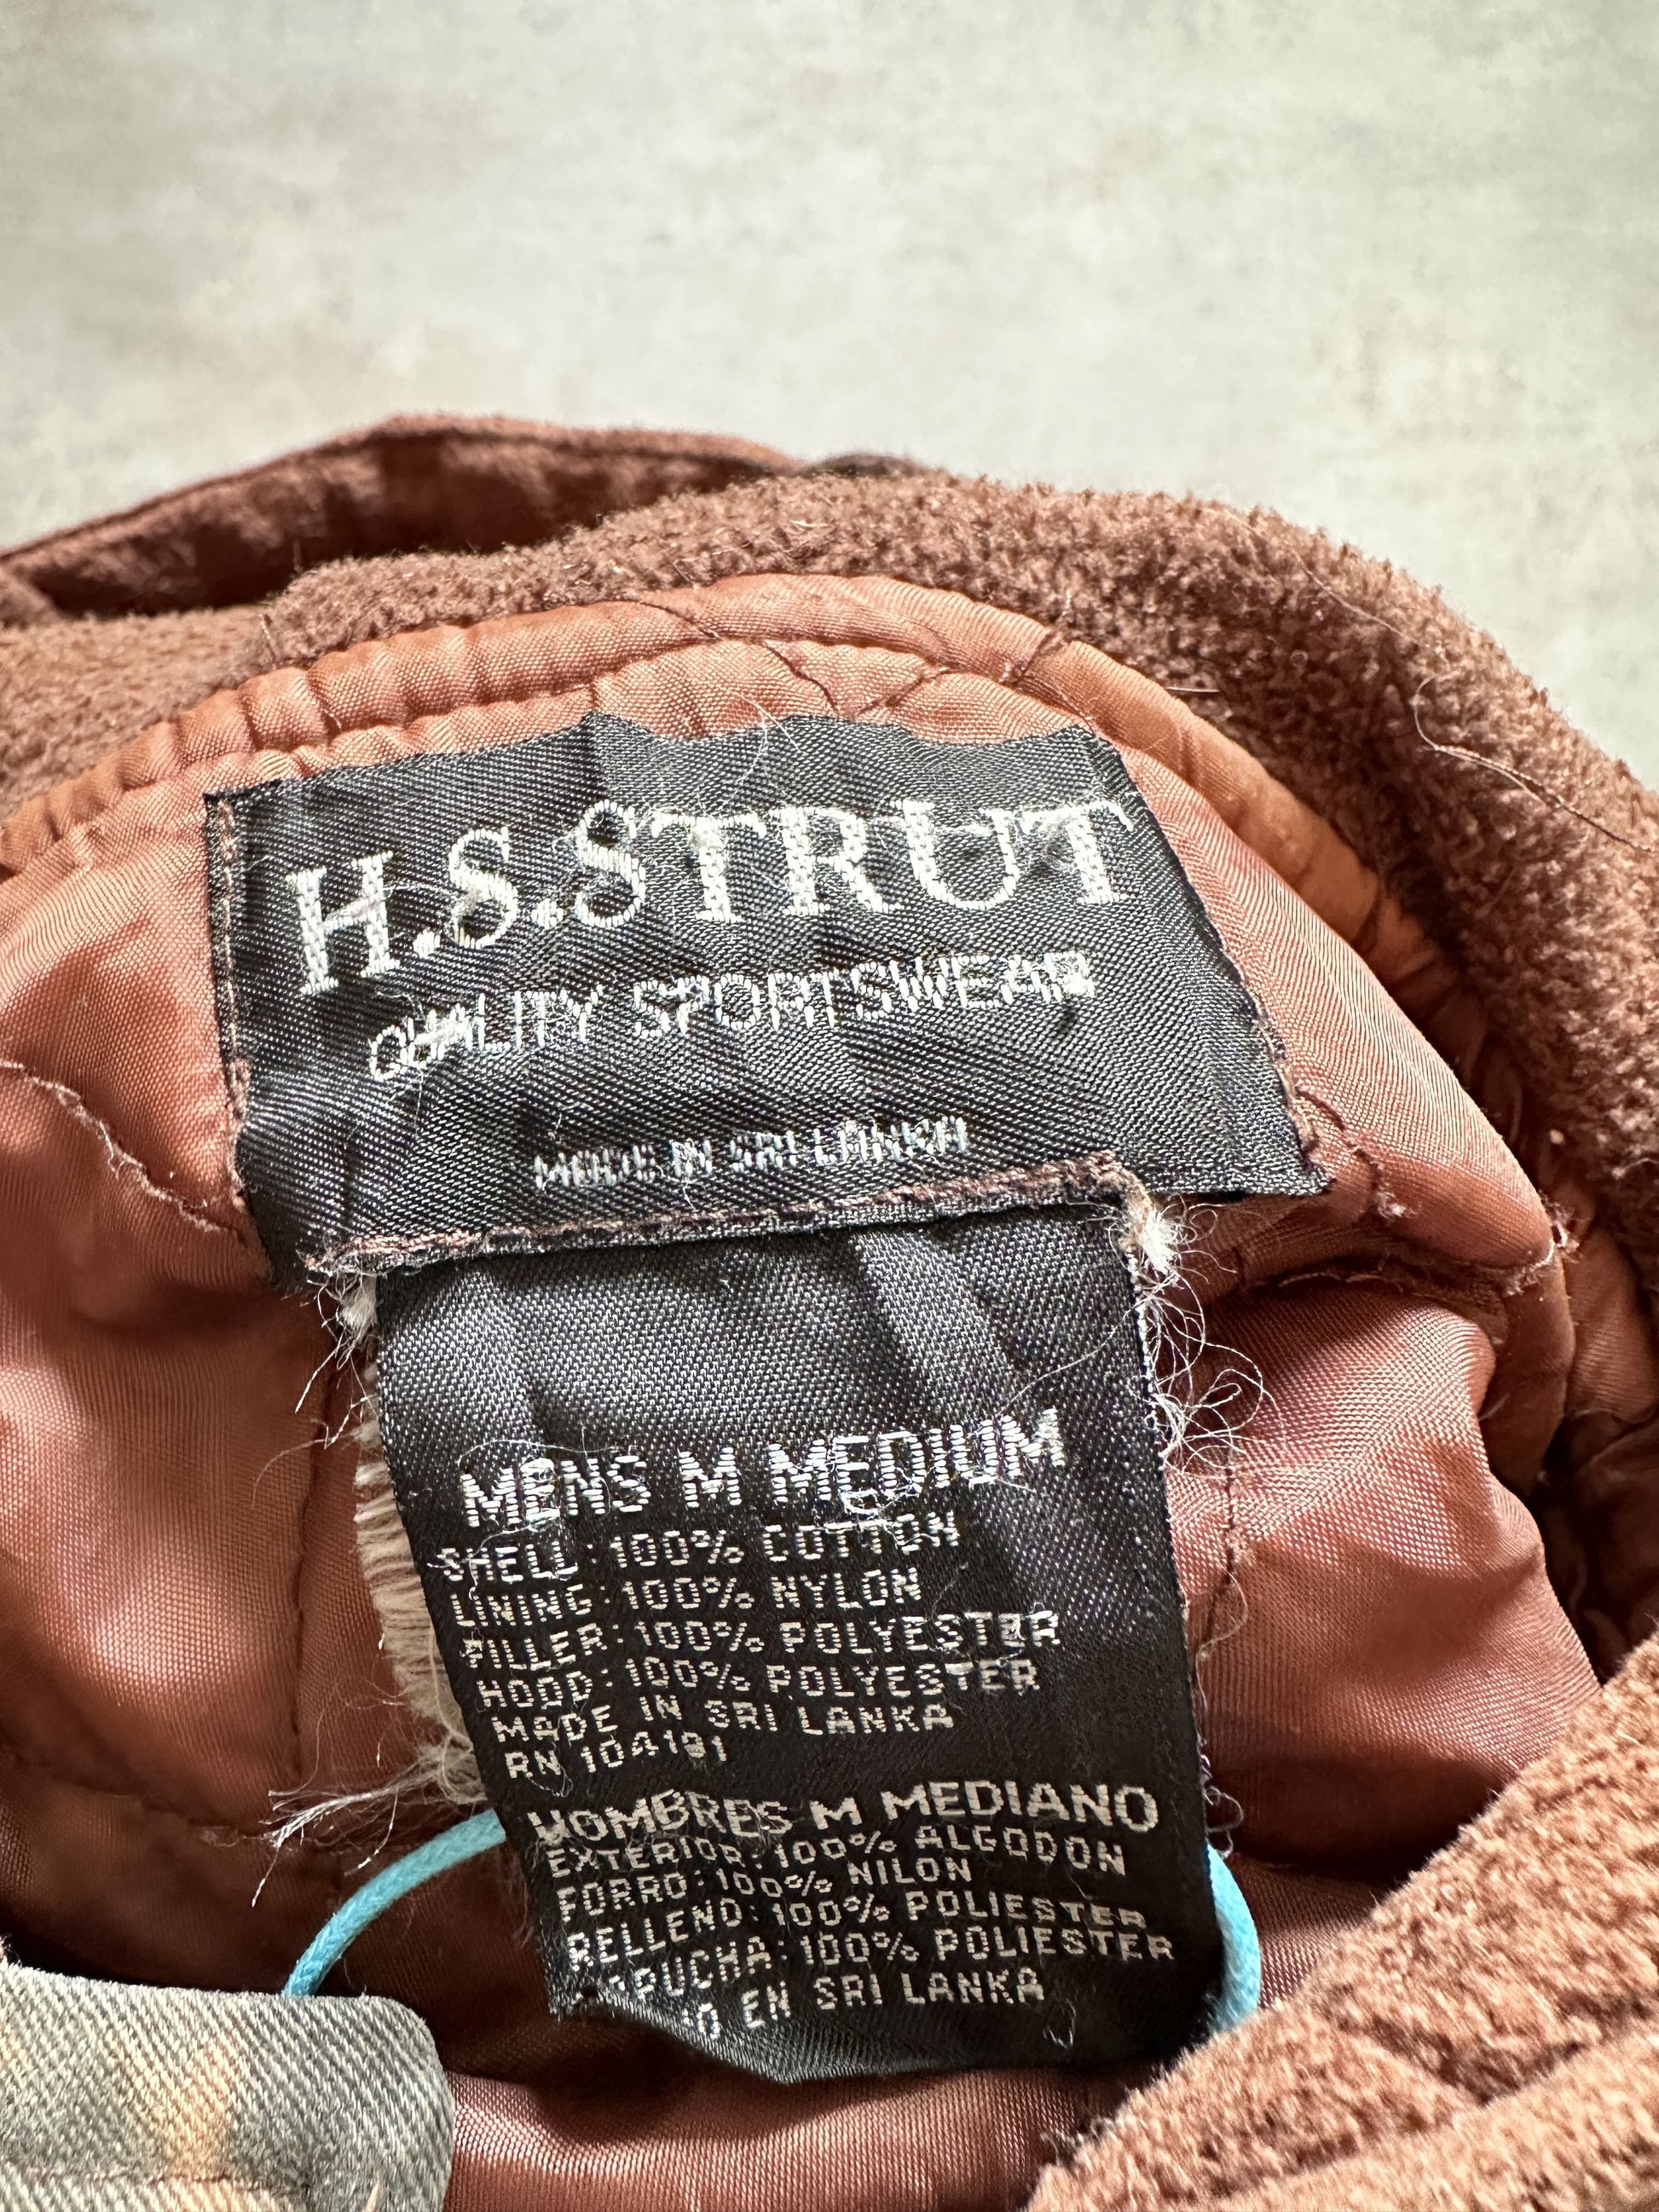 H.S.STRUT
QUALITY SPORTSWEAR
MADE IN SRI LANKA
MENS M MEDIUM
SHELL: 100% COTTON
LINING: 100% NYLON
FILLER: 100% POLYESTER
HOOD: 100% POLYESTER
MADE IN SRI LANKA
RN 104191
HOMBRES M MEDIANO
EXTERIOR: 100% ALGODON
FORRO: 100% NILON
RELLENO: 100% POLIESTER
100% POLIESTER
EN SRI LANKA